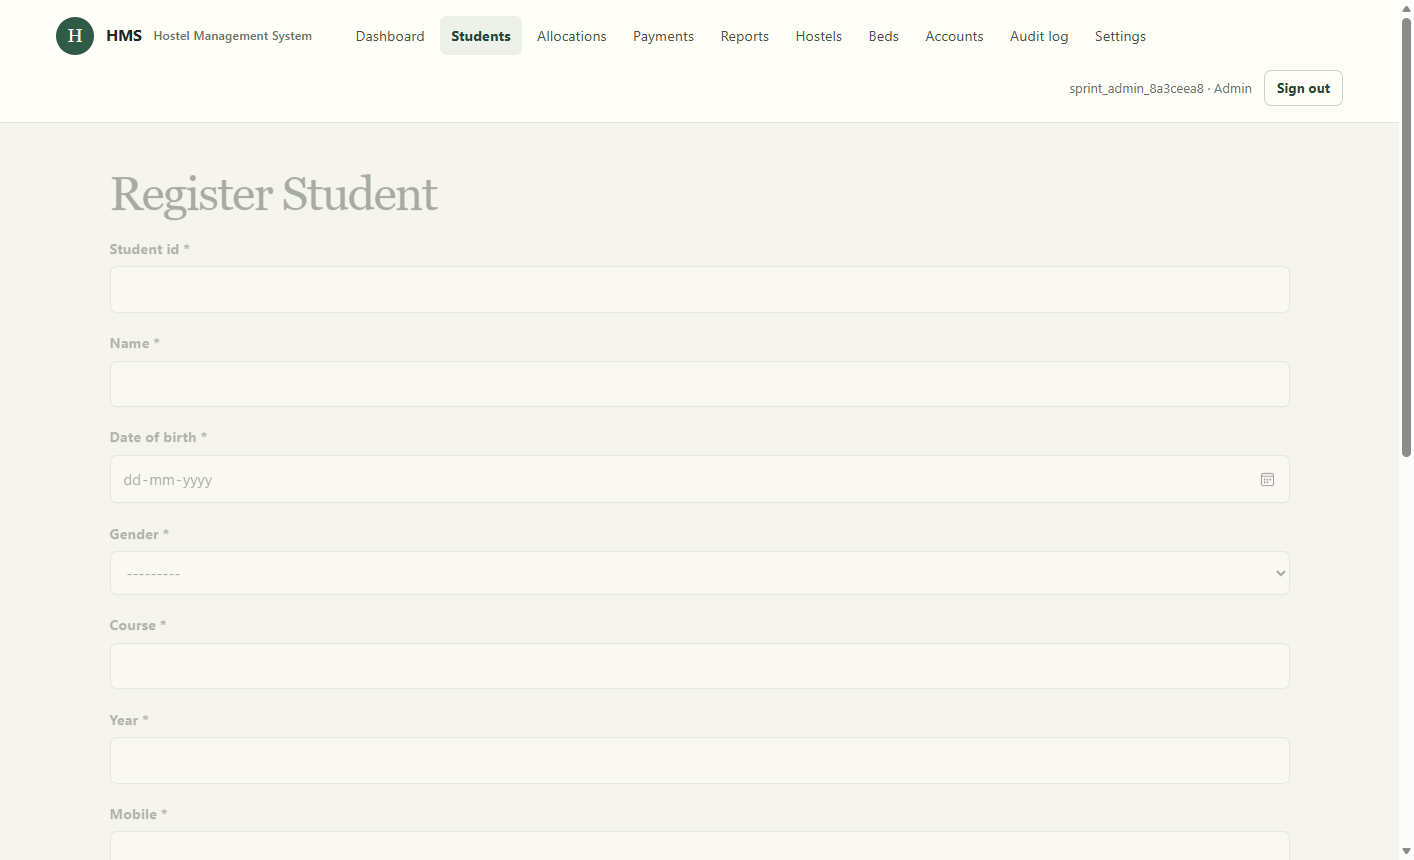 H HMS Hostel Management System Dashboard Students Allocations Payments Reports Hostels Beds Accounts Audit log Settings
sprint_admin_8a3ceea8 · Admin Sign out
Register Student
Student id *
Name *
Date of birth *
dd-mm-yyyy
Gender *
---------
Course *
Year *
Mobile *